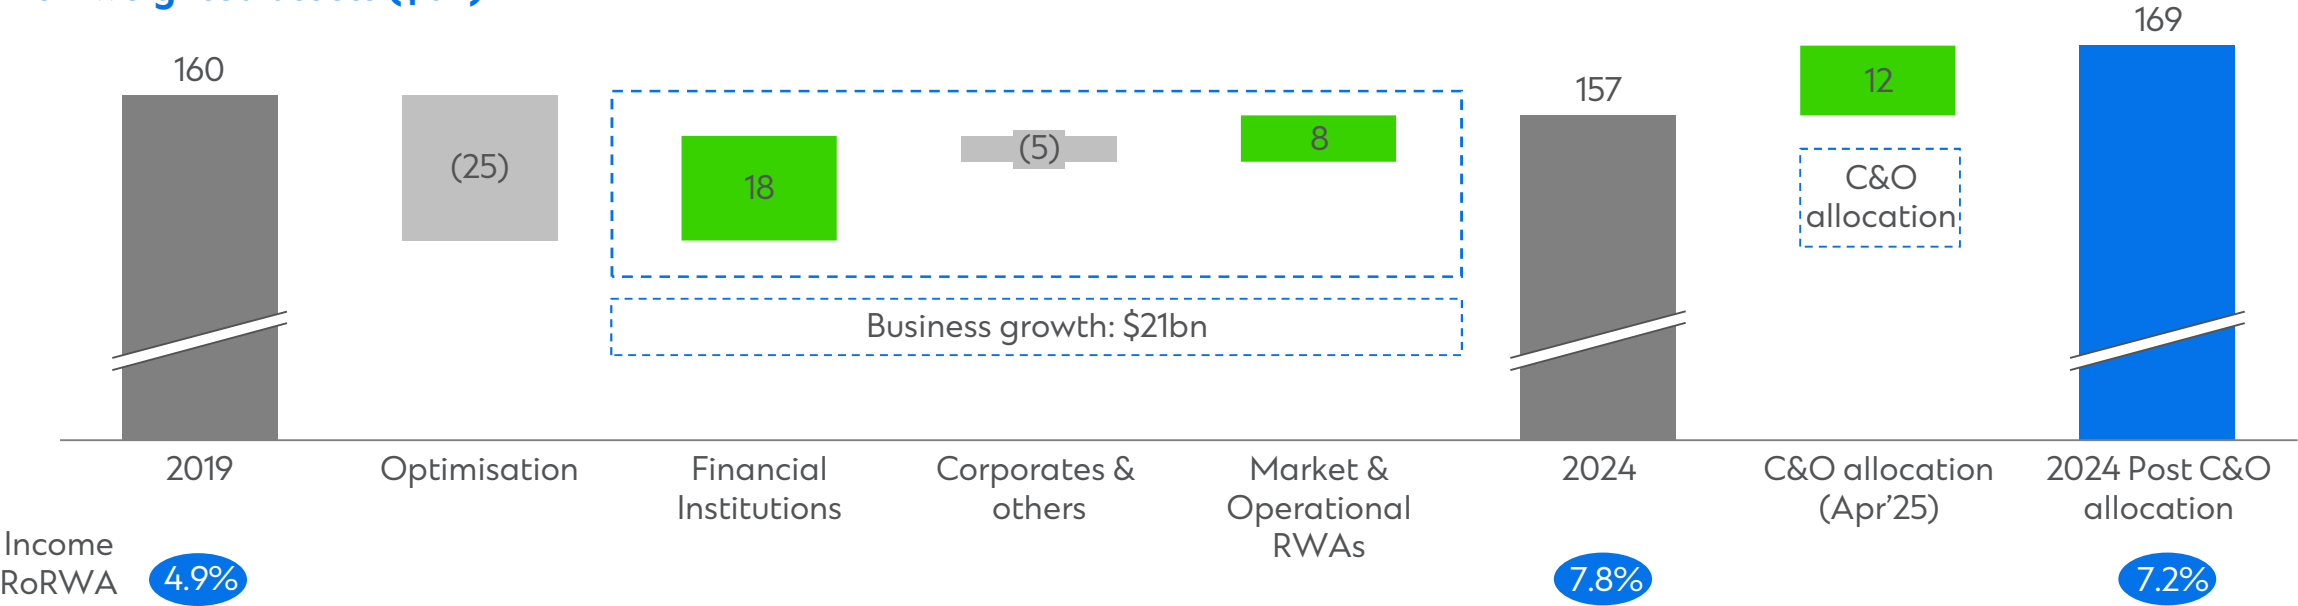 160
(25)
18
(5)
8
157
12
169
C&O
allocation
Business growth: $21bn
2019
Optimisation
Financial
Institutions
Corporates &
others
Market &
Operational
RWAs
2024
C&O allocation
(Apr’25)
2024 Post C&O
allocation
Income
RoRWA
4.9%
7.8%
7.2%